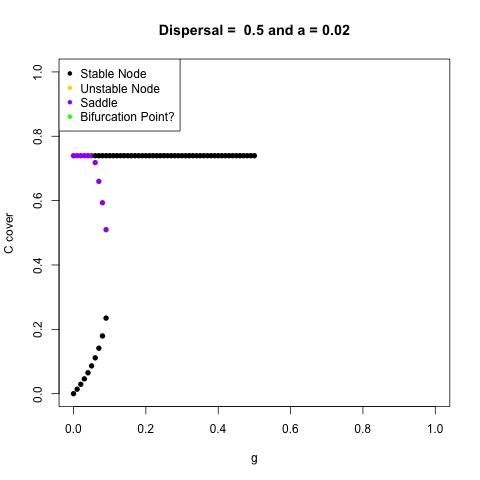 Dispersal =  0.5 and a = 0.02
Stable Node
Unstable Node
Saddle
Bifurcation Point?
C cover
1.0
0.8
0.6
0.4
0.2
0.0
0.0 0.2 0.4 0.6 0.8 1.0
g